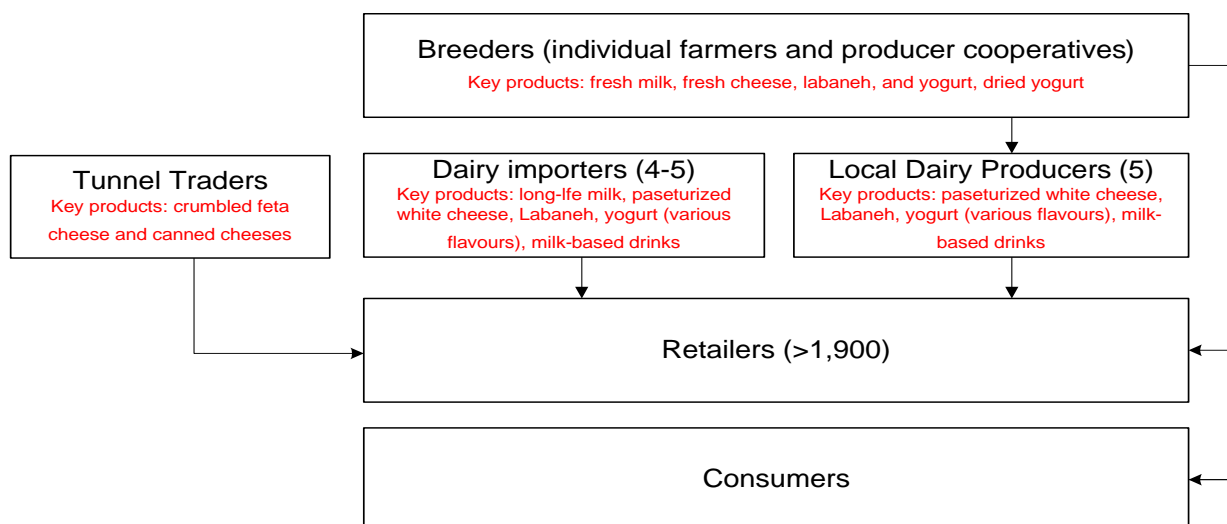 Breeders (individual farmers and producer cooperatives)
Key products: fresh milk, fresh cheese, labaneh, and yogurt, dried yogurt
Tunnel Traders
Key products: crumbled feta
cheese and canned cheeses
Dairy importers (4-5)
Key products: long-lfe milk, paseturized
white cheese, Labaneh, yogurt (various
flavours), milk-based drinks
Local Dairy Producers (5)
Key products: paseturized white cheese,
Labaneh, yogurt (various flavours), milk-
based drinks
Retailers (>1,900)
Consumers